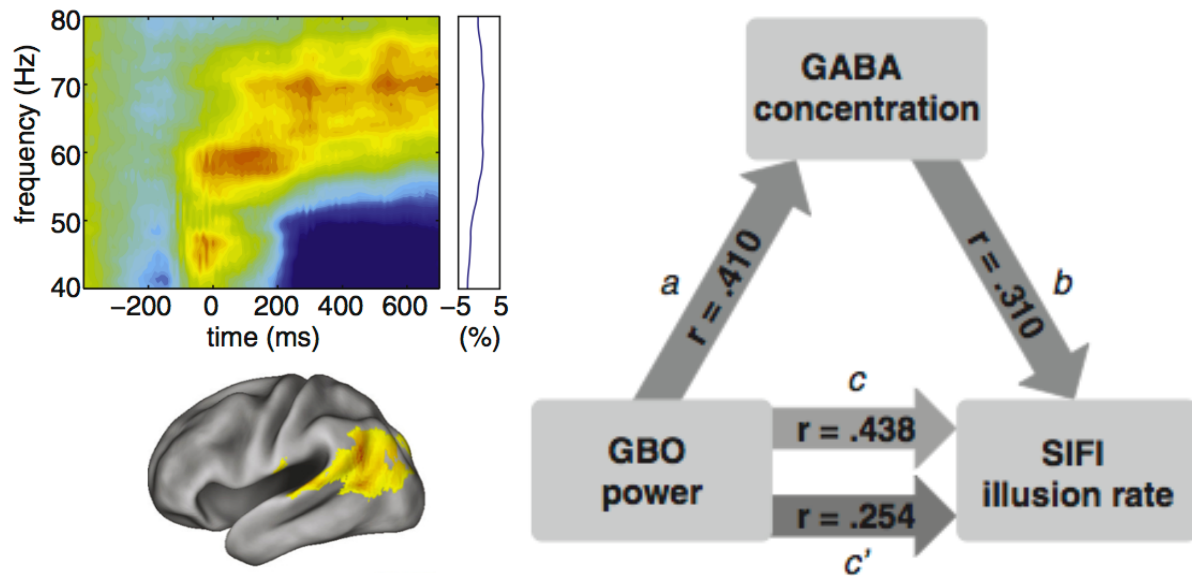 80
70
60
50
40
frequency (Hz)
−200 0 200 400 600
time (ms)
−5 5
(%)
GABA
concentration
a
r = .410
r = .310
b
c
r = .438
GBO
power
SIFI
illusion rate
r = .254
c'